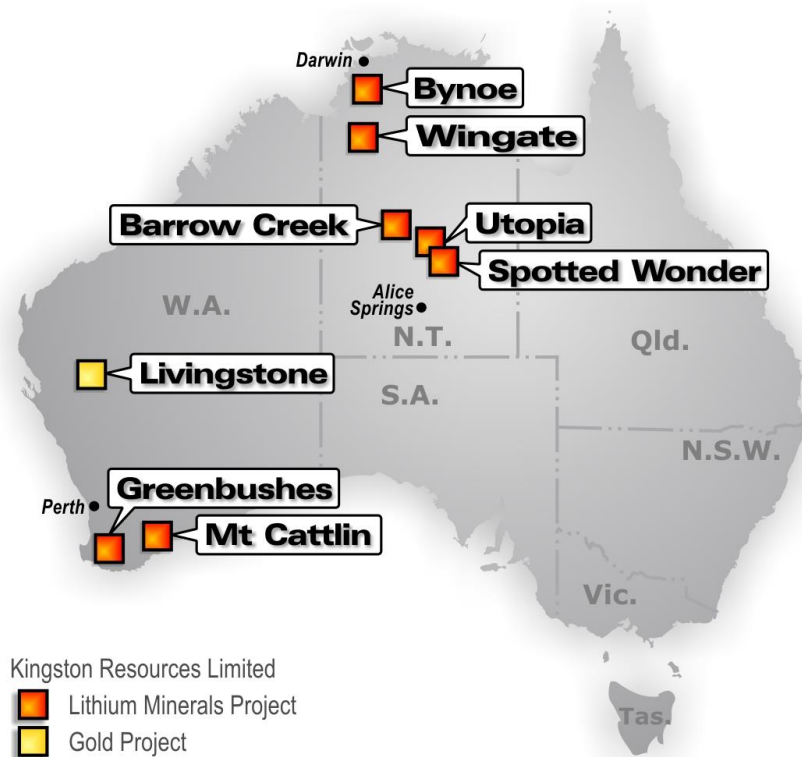 Darwin
Bynoe
Wingate
Barrow Creek
Utopia
Spotted Wonder
W.A.
Alice
Springs
N.T.
Qld.
Livingstone
S.A.
N.S.W.
Greenbushes
Perth
Mt Cattlin
Vic.
Kingston Resources Limited
Lithium Minerals Project
Tas.
Gold Project